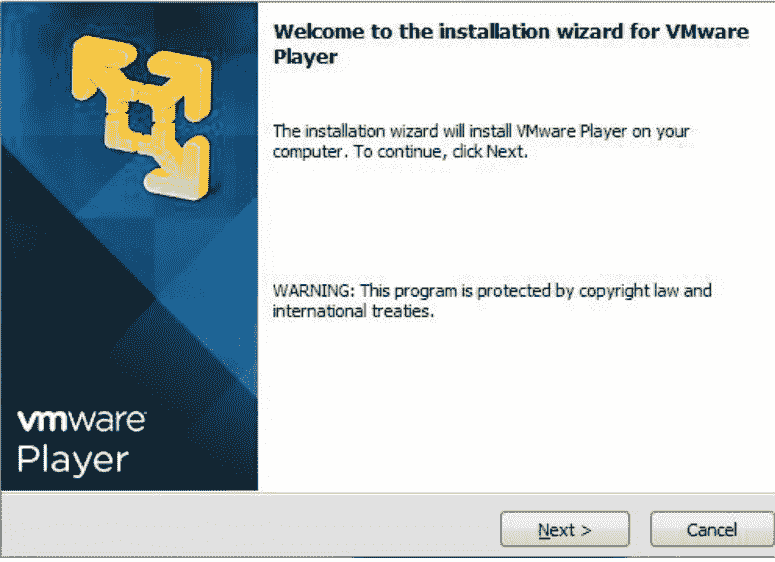 Welcome to the installation wizard for VMware
Player
The installation wizard will install VMware Player on your
computer. To continue, click Next.
WARNING: This program is protected by copyright law and
international treaties.
vmware
Player
Next >
Cancel